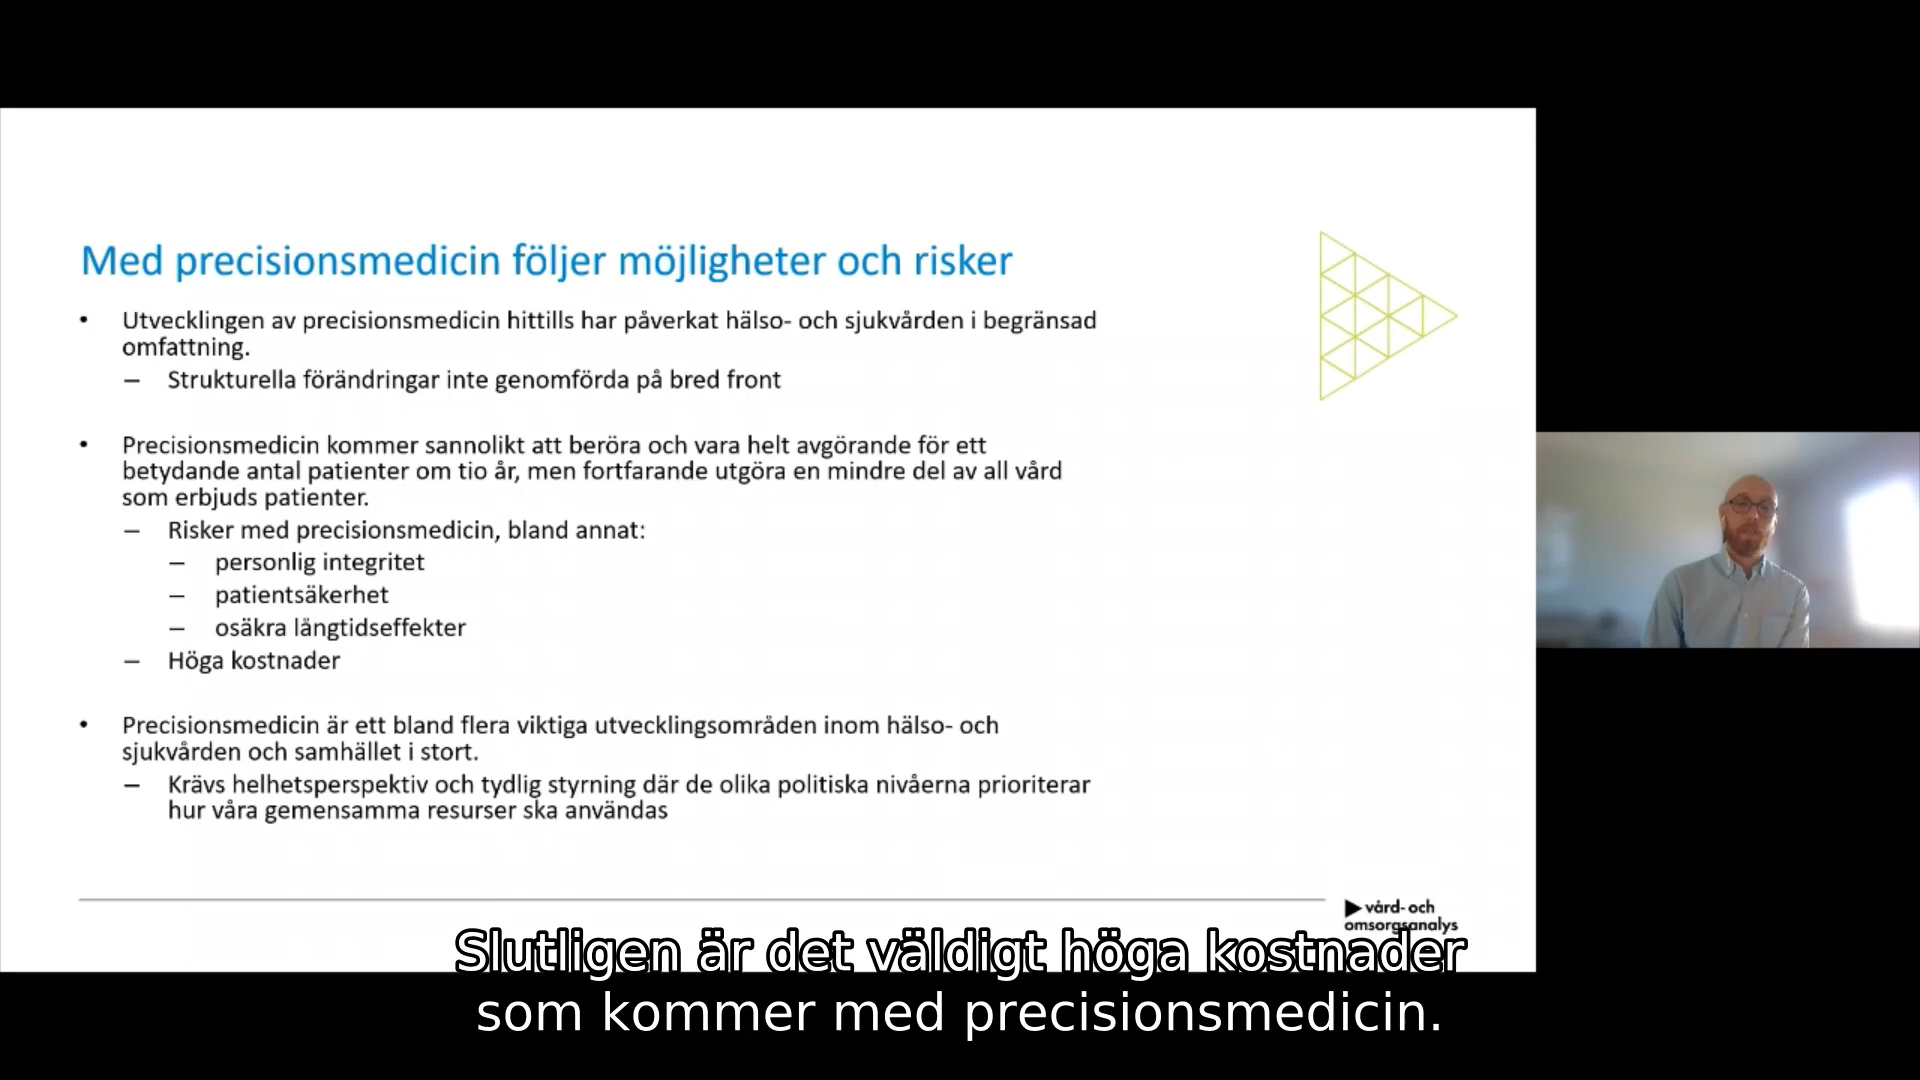 Med precisionsmedicin följer möjligheter och risker
• Utvecklingen av precisionsmedicin hittills har påverkat hälso- och sjukvården i begränsad
omfattning.
– Strukturella förändringar inte genomförda på bred front
• Precisionsmedicin kommer sannolikt att beröra och vara helt avgörande för ett
betydande antal patienter om tio år, men fortfarande utgöra en mindre del av all vård
som erbjuds patienter.
– Risker med precisionsmedicin, bland annat:
– personlig integritet
– patientsäkerhet
– osäkra långtidseffekter
– Höga kostnader
• Precisionsmedicin är ett bland flera viktiga utvecklingsområden inom hälso- och
sjukvården och samhället i stort.
– Krävs helhetsperspektiv och tydlig styrning där de olika politiska nivåerna prioriterar
hur våra gemensamma resurser ska användas
vård- och
omsorgsanalys
Slutligen är det väldigt höga kostnader
som kommer med precisionsmedicin.